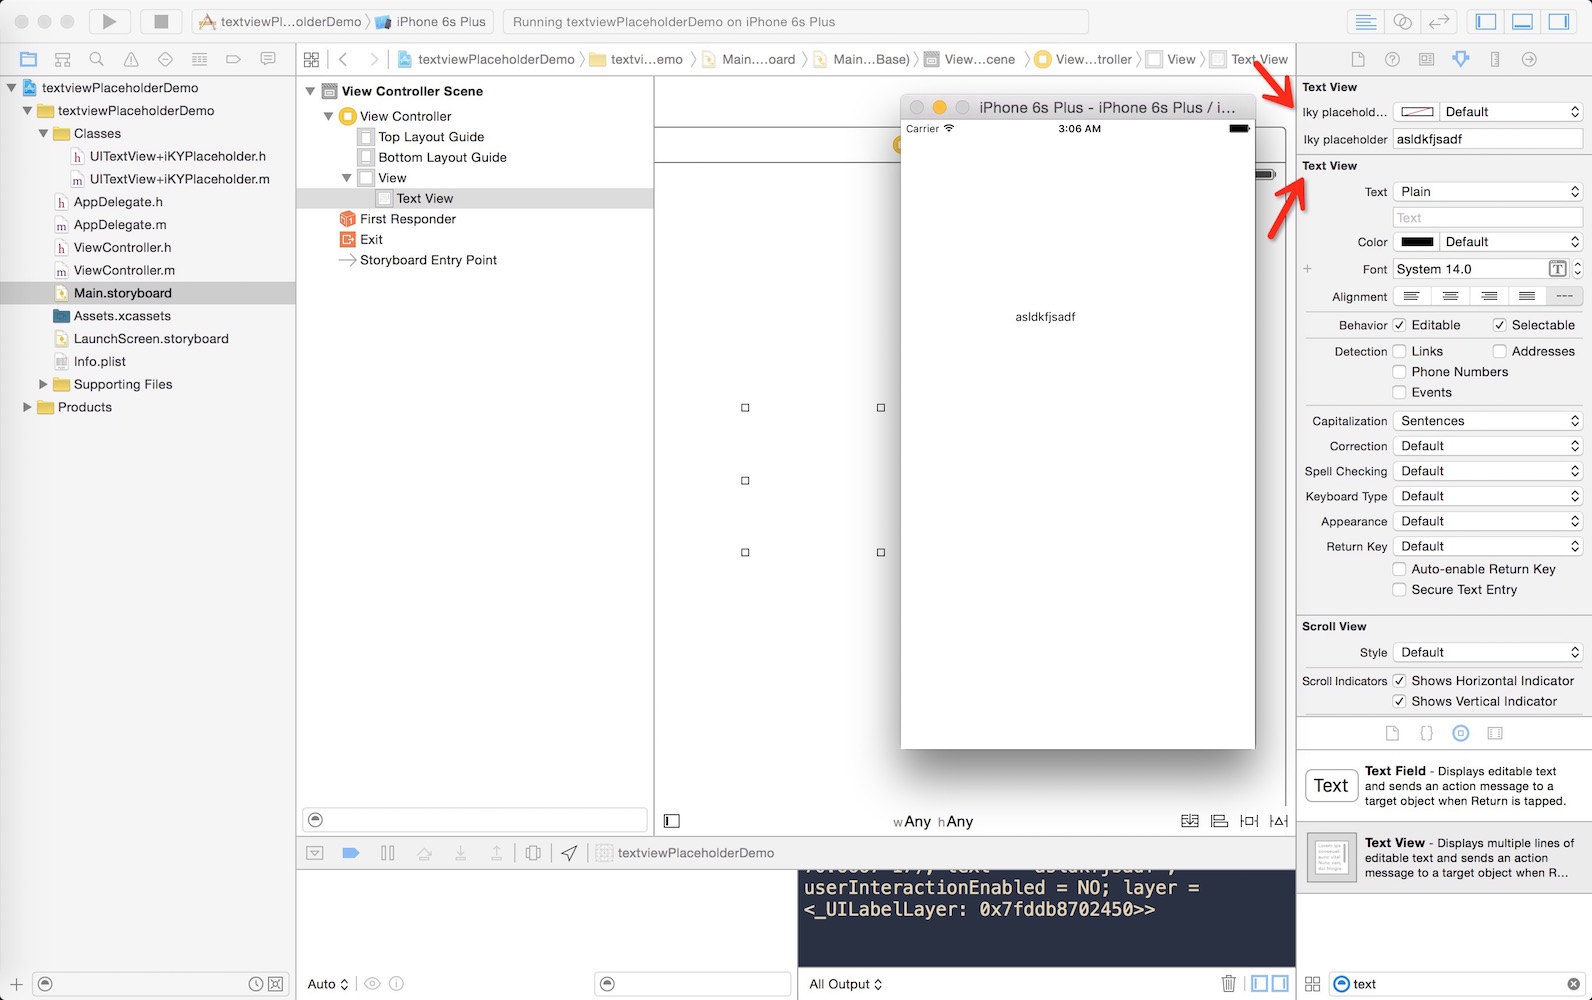 textviewPl...olderDemo
iPhone 6s Plus
Running textviewPlaceholderDemo on iPhone 6s Plus
textviewPlaceholderDemo
textvi...emo
Main....oard
Main...Base)
View...cene
View...troller
View
Text View
textviewPlaceholderDemo
textviewPlaceholderDemo
Classes
UITextView+iKYPlaceholder.h
UITextView+iKYPlaceholder.m
AppDelegate.h
AppDelegate.m
ViewController.h
ViewController.m
Main.storyboard
Assets.xcassets
LaunchScreen.storyboard
Info.plist
Supporting Files
Products
View Controller Scene
View Controller
Top Layout Guide
Bottom Layout Guide
View
Text View
First Responder
Exit
Storyboard Entry Point
iPhone 6s Plus - iPhone 6s Plus / i...
Carrier
3:06 AM
asldkfjsadf
wAny hAny
textviewPlaceholderDemo
userInteractionEnabled = NO; layer =
<_UILabelLayer: 0x7fddb8702450>>
Auto
All Output
Text View
Iky placehold... Default
Iky placeholder asldkfjsadf
Text View
Text Plain
Text
Color Default
Font System 14.0
Alignment
Behavior Editable Selectable
Detection Links Addresses
Phone Numbers
Events
Capitalization Sentences
Correction Default
Spell Checking Default
Keyboard Type Default
Appearance Default
Return Key Default
Auto-enable Return Key
Secure Text Entry
Scroll View
Style Default
Scroll Indicators Shows Horizontal Indicator
Shows Vertical Indicator
Text
Text Field - Displays editable text
and sends an action message to a
target object when Return is tapped.
Text View - Displays multiple lines of
editable text and sends an action
message to a target object when R...
text